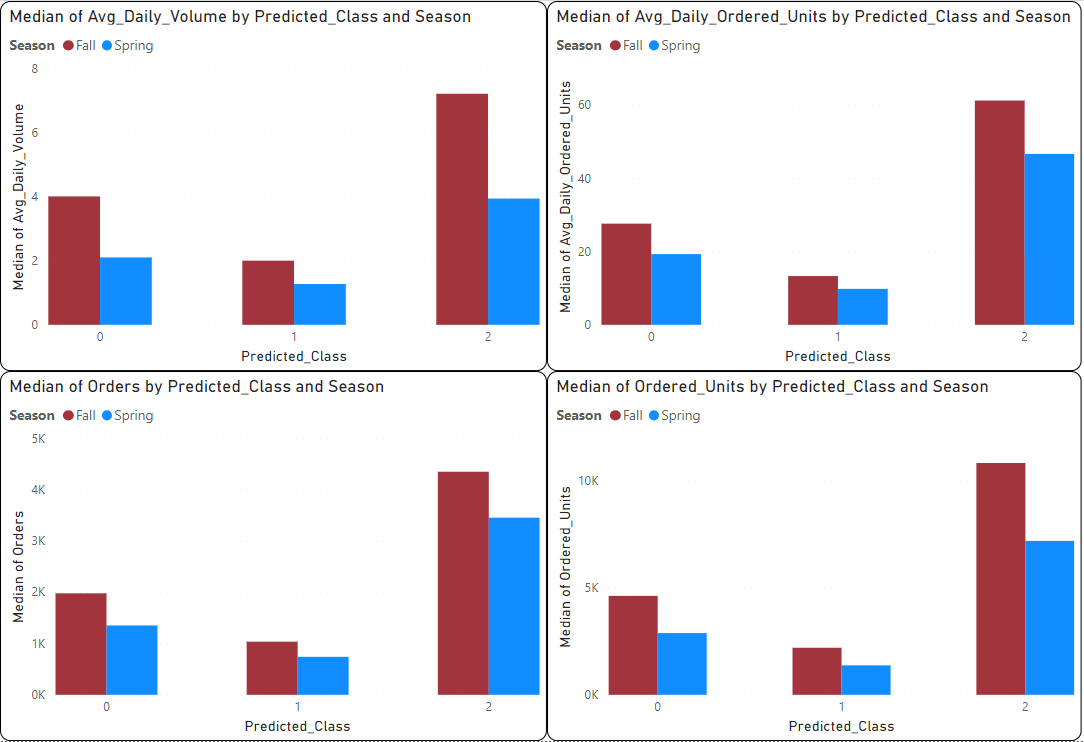 Median of Avg_Daily_Volume by Predicted_Class and Season
Season Fall Spring
8
6
4
2
0
Median of Avg_Daily_Volume
0 1 2
Predicted_Class
Median of Avg_Daily_Ordered_Units by Predicted_Class and Season
Season Fall Spring
60
40
20
0
Median of Avg_Daily_Ordered_Units
0 1 2
Predicted_Class
Median of Orders by Predicted_Class and Season
Season Fall Spring
5K
4K
3K
2K
1K
0K
Median of Orders
0 1 2
Predicted_Class
Median of Ordered_Units by Predicted_Class and Season
Season Fall Spring
10K
5K
0K
Median of Ordered_Units
0 1 2
Predicted_Class